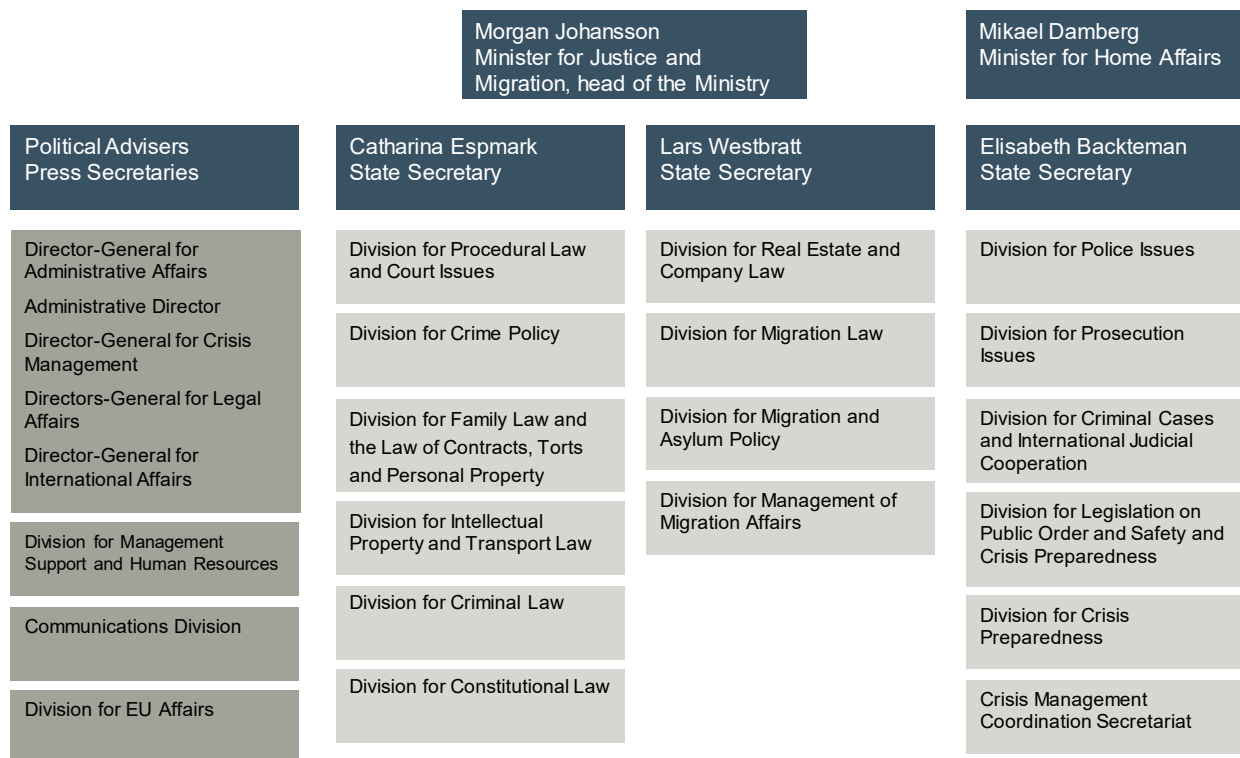 Morgan Johansson
Minister for Justice and
Migration, head of the Ministry
Mikael Damberg
Minister for Home Affairs
Political Advisers
Press Secretaries
Catharina Espmark
State Secretary
Lars Westbratt
State Secretary
Elisabeth Backteman
State Secretary
Director-General for
Administrative Affairs
Administrative Director
Director-General for Crisis
Management
Directors-General for Legal
Affairs
Director-General for
International Affairs
Division for Management
Support and Human Resources
Communications Division
Division for EU Affairs
Division for Procedural Law
and Court Issues
Division for Crime Policy
Division for Family Law and
the Law of Contracts, Torts
and Personal Property
Division for Intellectual
Property and Transport Law
Division for Criminal Law
Division for Constitutional Law
Division for Real Estate and
Company Law
Division for Migration Law
Division for Migration and
Asylum Policy
Division for Management of
Migration Affairs
Division for Police Issues
Division for Prosecution
Issues
Division for Criminal Cases
and International Judicial
Cooperation
Division for Legislation on
Public Order and Safety and
Crisis Preparedness
Division for Crisis
Preparedness
Crisis Management
Coordination Secretariat